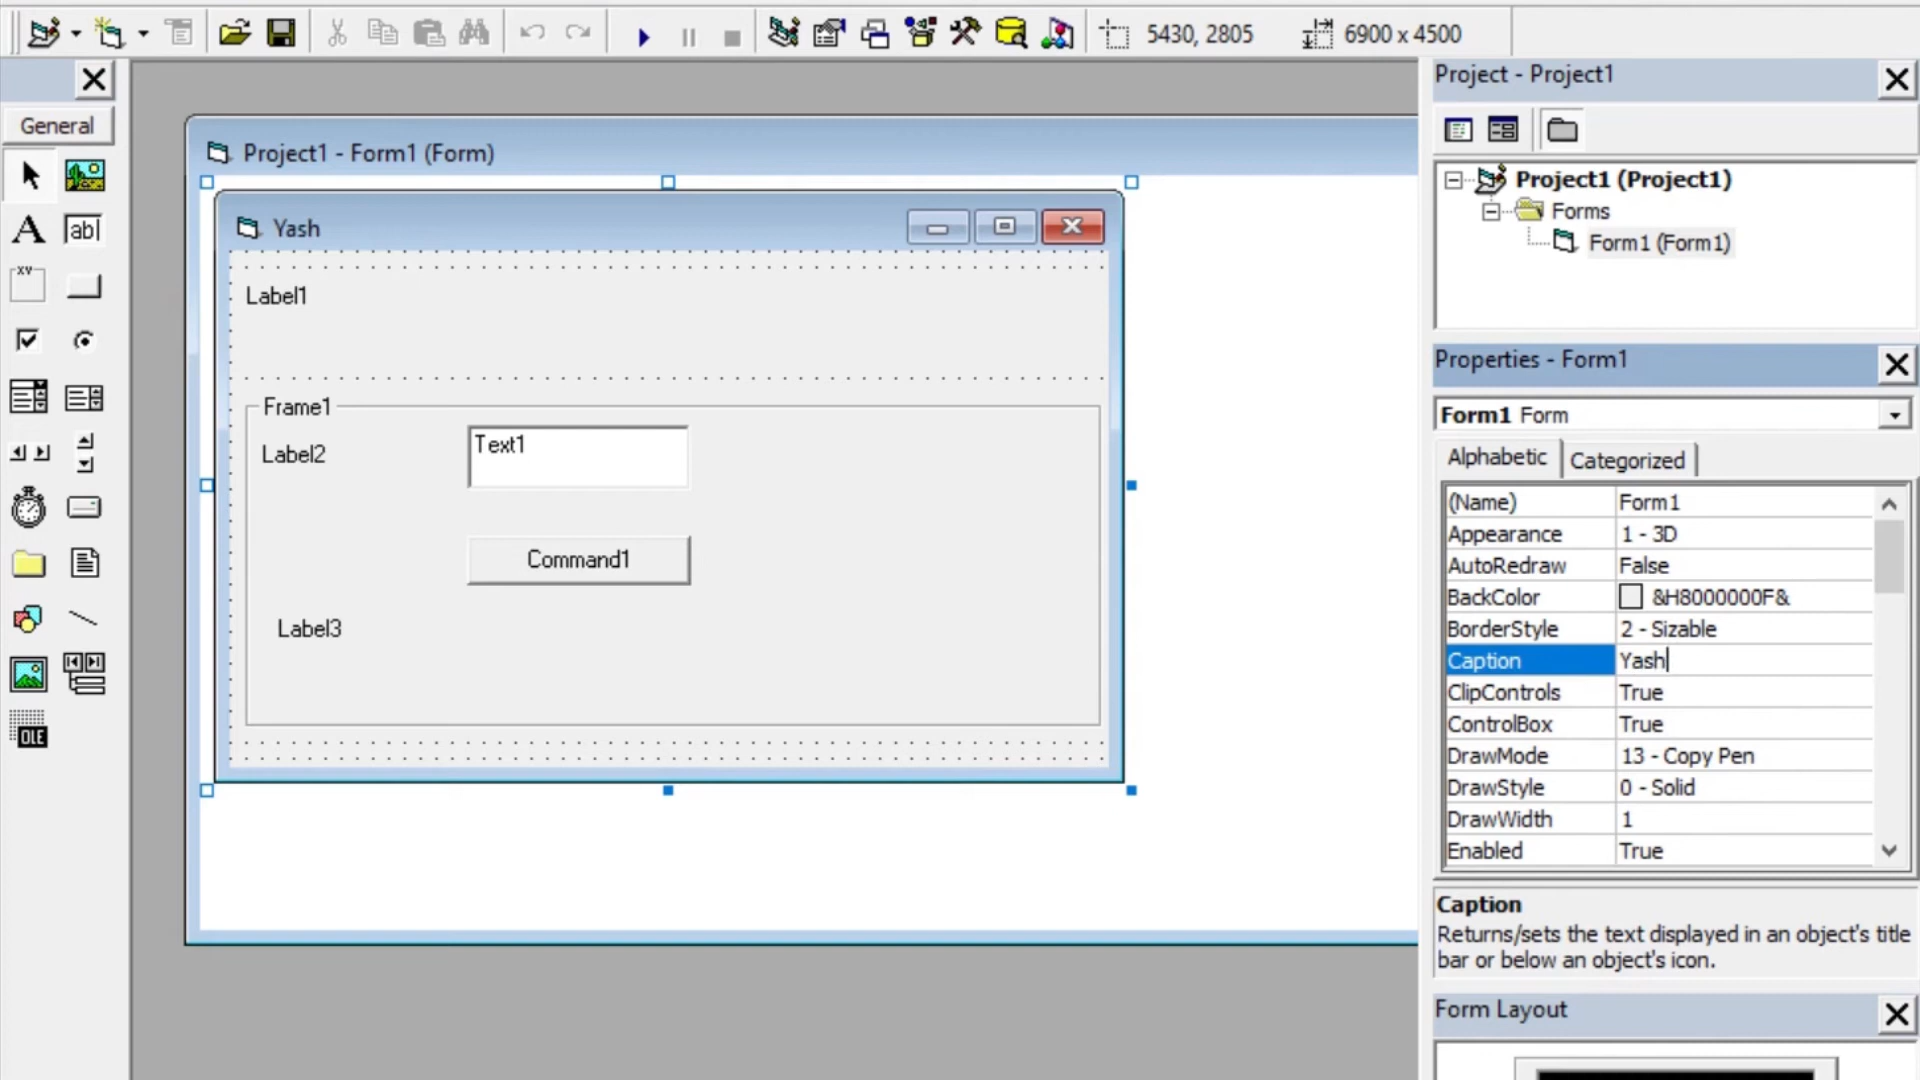 5430, 2805
6900 x 4500
General
XY
ab|
OLE
Project1 - Form1 (Form)
Yash
Label1
Frame1
Label2
Text1
Command1
Label3
Project - Project1
Project1 (Project1)
Forms
Form1 (Form1)
Properties - Form1
Form1 Form
Alphabetic Categorized
(Name) Form1
Appearance 1 - 3D
AutoRedraw False
BackColor &H8000000F&
BorderStyle 2 - Sizable
Caption Yash
ClipControls True
ControlBox True
DrawMode 13 - Copy Pen
DrawStyle 0 - Solid
DrawWidth 1
Enabled True
Caption
Returns/sets the text displayed in an object's title
bar or below an object's icon.
Form Layout